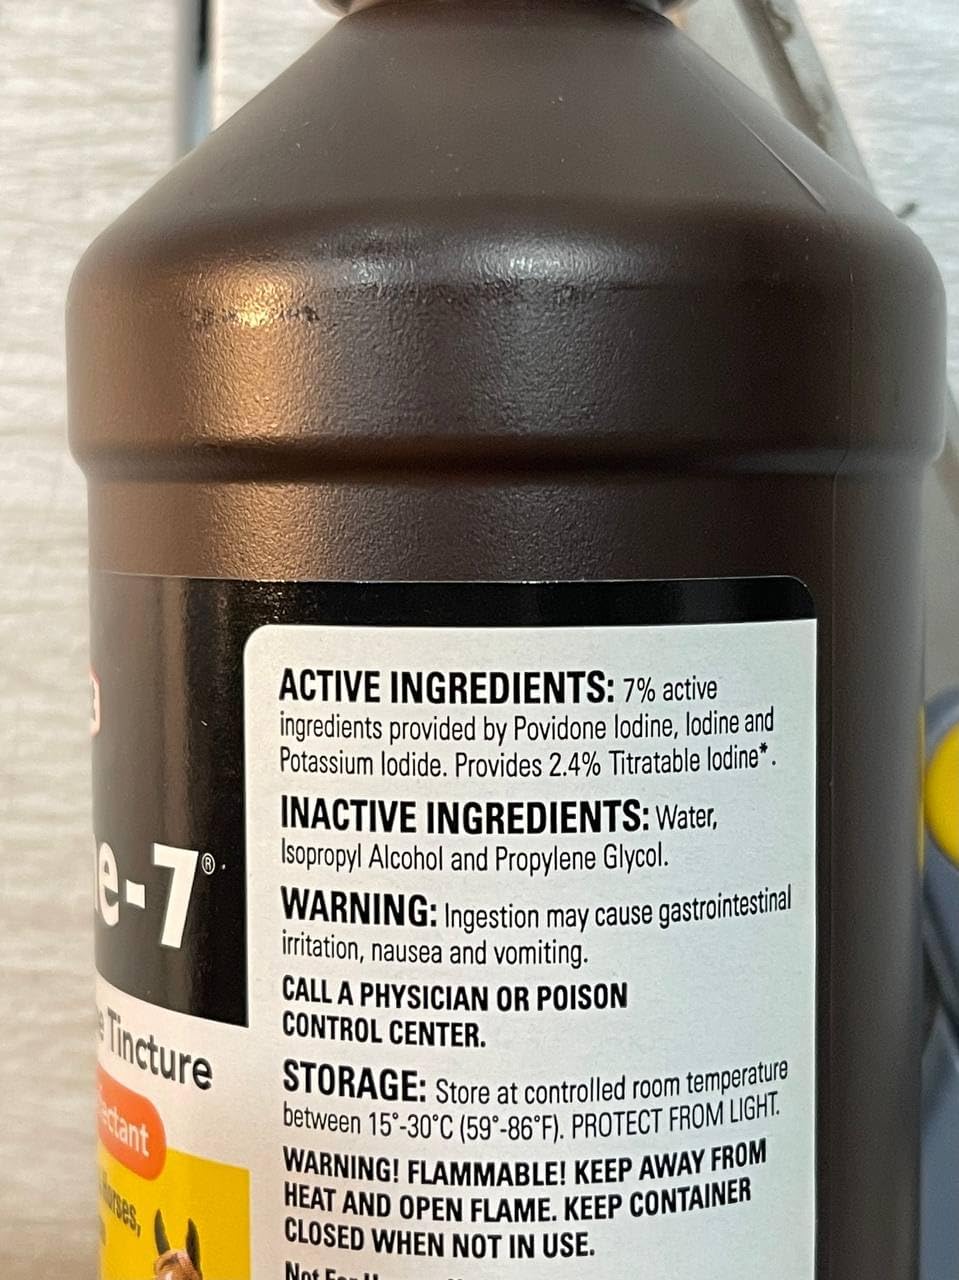 ACTIVE INGREDIENTS: 7% active
ingredients provided by Povidone Iodine, Iodine and
Potassium Iodide. Provides 2.4% Titratable Iodine*.
INACTIVE INGREDIENTS: Water,
Isopropyl Alcohol and Propylene Glycol.
WARNING: Ingestion may cause gastrointestinal
irritation, nausea and vomiting.
CALL A PHYSICIAN OR POISON
CONTROL CENTER.
STORAGE: Store at controlled room temperature
between 15°-30°C (59°-86°F). PROTECT FROM LIGHT.
WARNING! FLAMMABLE! KEEP AWAY FROM
HEAT AND OPEN FLAME. KEEP CONTAINER
CLOSED WHEN NOT IN USE.
Not For
e-7®
Tincture